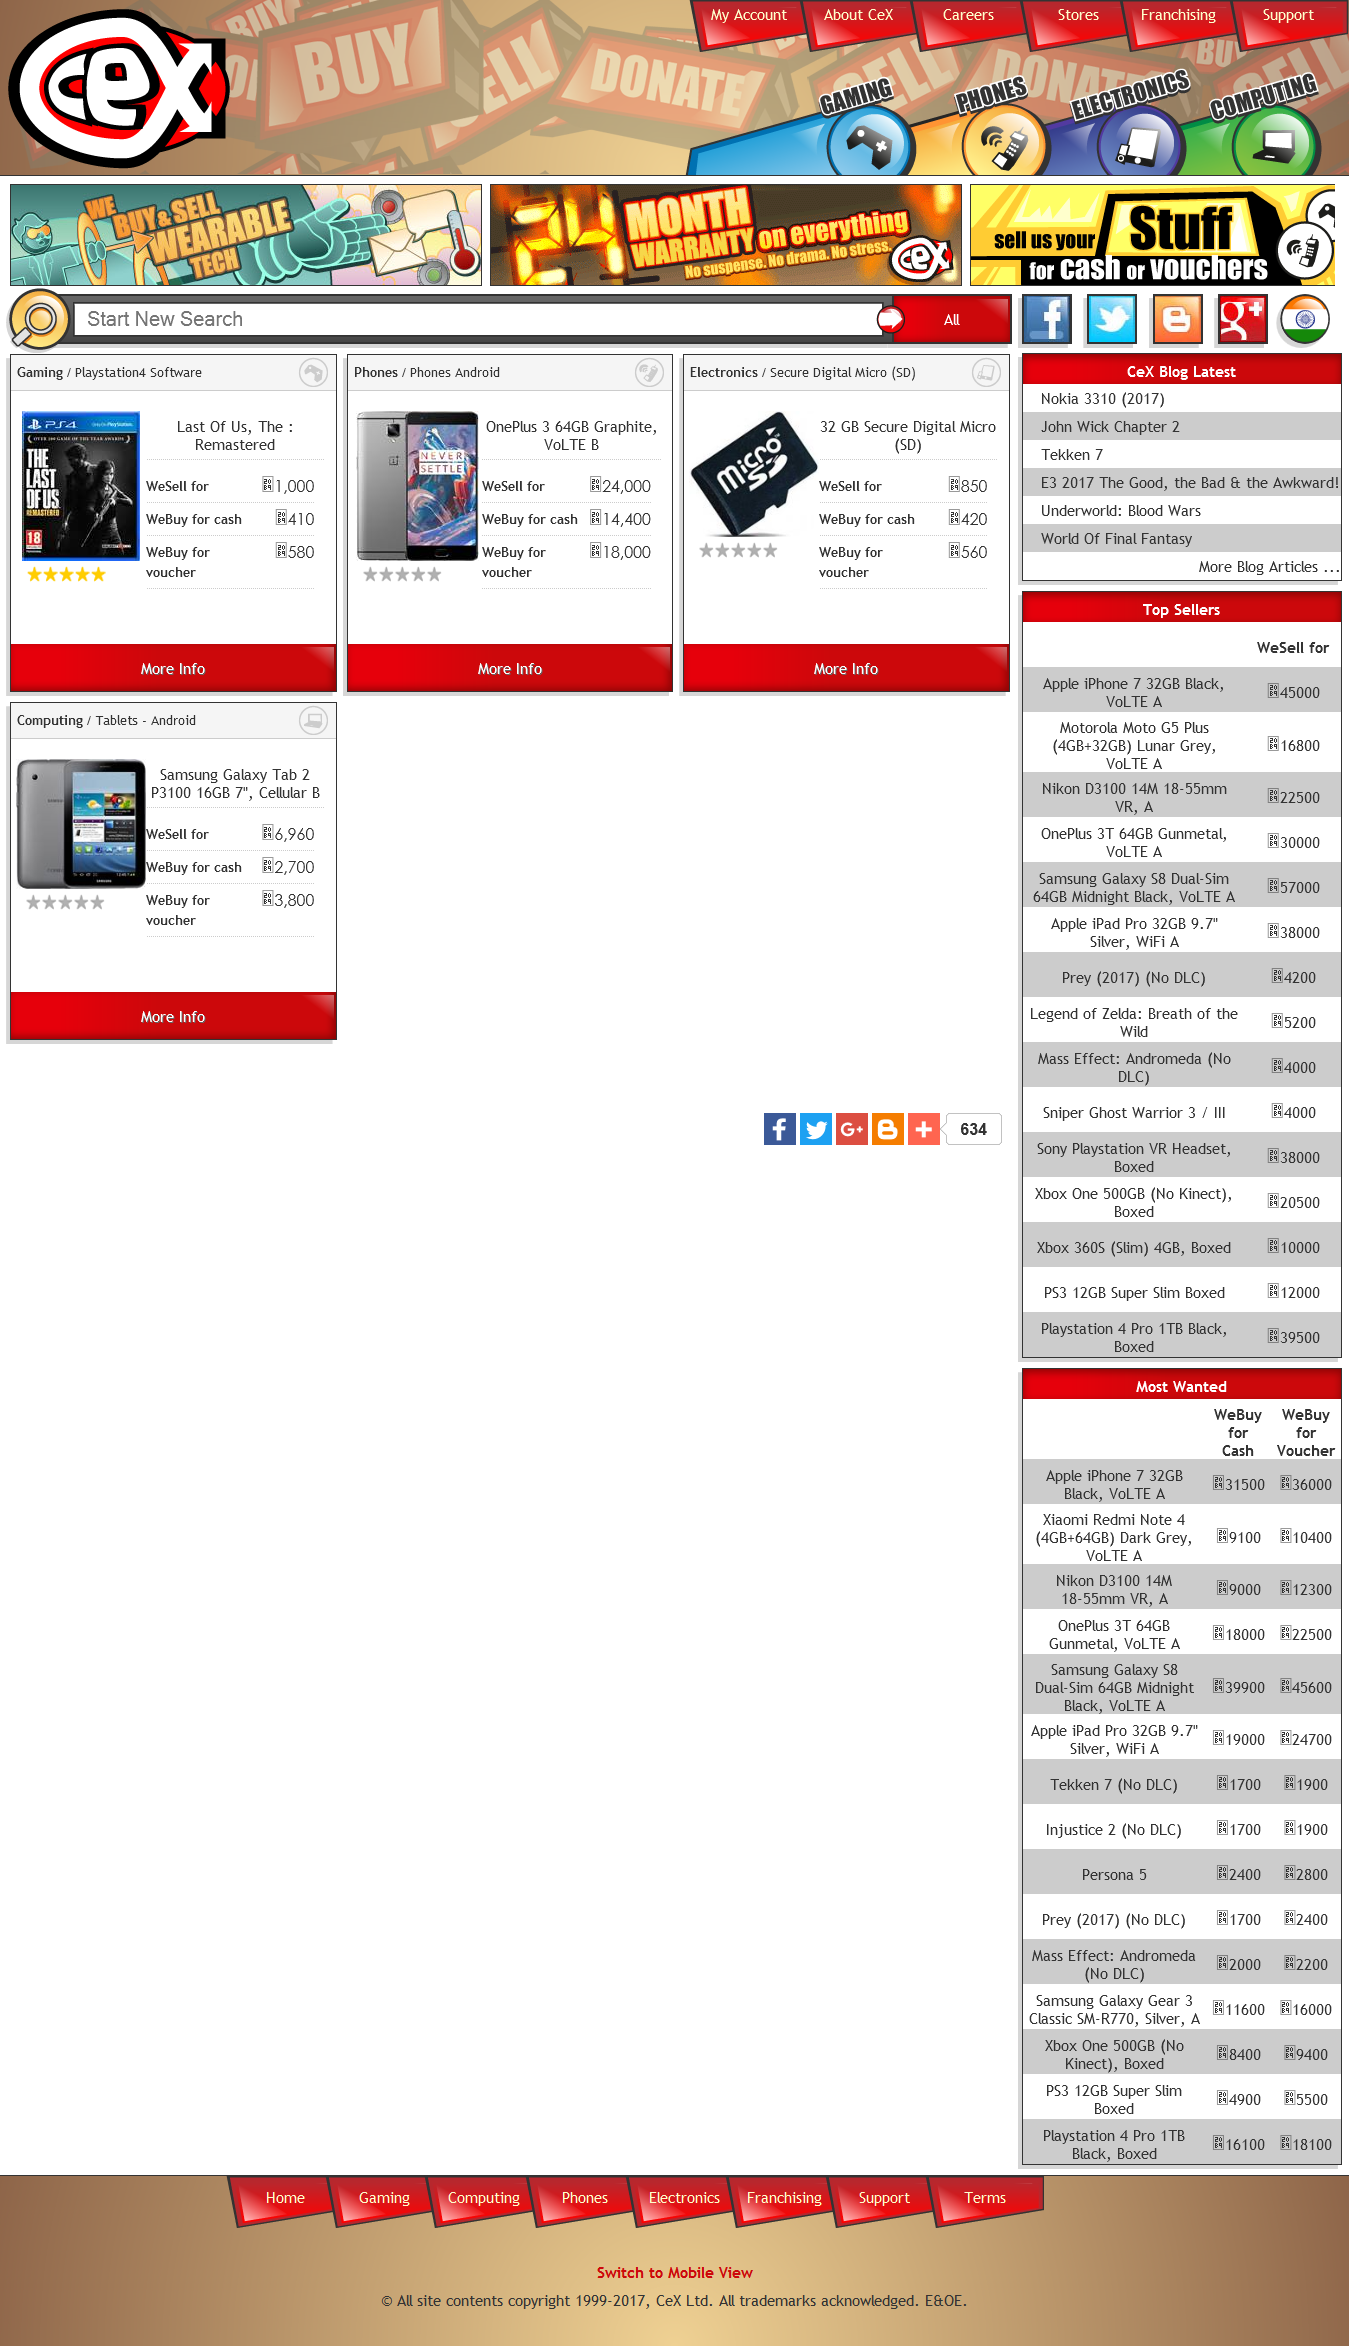 My Account
About CeX
Careers
Stores
Franchising
Support
CeX
BUY
SELL
DONATE
GAMING
PHONES
ELECTRONICS
COMPUTING
WE
BUY & SELL
WEARABLE
TECH
24 MONTH
WARRANTY on everything
No suspense. No drama. No stress.
CeX
sell us your Stuff
for cash or vouchers
Start New Search
All
Gaming / Playstation4 Software
Last Of Us, The :
Remastered
PS4
THE
LAST
OF US
REMASTERED
18
WeSell for 1,000
WeBuy for cash 410
WeBuy for 580
voucher
More Info
Phones / Phones Android
OnePlus 3 64GB Graphite,
VoLTE B
NEVER
SETTLE
WeSell for 24,000
WeBuy for cash 14,400
WeBuy for 18,000
voucher
More Info
Electronics / Secure Digital Micro (SD)
32 GB Secure Digital Micro
(SD)
micro
SD
WeSell for 850
WeBuy for cash 420
WeBuy for 560
voucher
More Info
Computing / Tablets - Android
Samsung Galaxy Tab 2
P3100 16GB 7", Cellular B
WeSell for 6,960
WeBuy for cash 2,700
WeBuy for 3,800
voucher
More Info
634
CeX Blog Latest
Nokia 3310 (2017)
John Wick Chapter 2
Tekken 7
E3 2017 The Good, the Bad & the Awkward!
Underworld: Blood Wars
World Of Final Fantasy
More Blog Articles ...
Top Sellers
WeSell for
Apple iPhone 7 32GB Black,
VoLTE A 45000
Motorola Moto G5 Plus
(4GB+32GB) Lunar Grey, 16800
VoLTE A
Nikon D3100 14M 18-55mm
VR, A 22500
OnePlus 3T 64GB Gunmetal,
VoLTE A 30000
Samsung Galaxy S8 Dual-Sim
64GB Midnight Black, VoLTE A 57000
Apple iPad Pro 32GB 9.7"
Silver, WiFi A 38000
Prey (2017) (No DLC) 4200
Legend of Zelda: Breath of the
Wild 5200
Mass Effect: Andromeda (No
DLC) 4000
Sniper Ghost Warrior 3 / III 4000
Sony Playstation VR Headset,
Boxed 38000
Xbox One 500GB (No Kinect),
Boxed 20500
Xbox 360S (Slim) 4GB, Boxed 10000
PS3 12GB Super Slim Boxed 12000
Playstation 4 Pro 1TB Black,
Boxed 39500
Most Wanted
WeBuy for Cash
WeBuy for Voucher
Apple iPhone 7 32GB
Black, VoLTE A 31500 36000
Xiaomi Redmi Note 4
(4GB+64GB) Dark Grey, 9100 10400
VoLTE A
Nikon D3100 14M
18-55mm VR, A 9000 12300
OnePlus 3T 64GB
Gunmetal, VoLTE A 18000 22500
Samsung Galaxy S8
Dual-Sim 64GB Midnight 39900 45600
Black, VoLTE A
Apple iPad Pro 32GB 9.7"
Silver, WiFi A 19000 24700
Tekken 7 (No DLC) 1700 1900
Injustice 2 (No DLC) 1700 1900
Persona 5 2400 2800
Prey (2017) (No DLC) 1700 2400
Mass Effect: Andromeda
(No DLC) 2000 2200
Samsung Galaxy Gear 3
Classic SM-R770, Silver, A 11600 16000
Xbox One 500GB (No
Kinect), Boxed 8400 9400
PS3 12GB Super Slim
Boxed 4900 5500
Playstation 4 Pro 1TB
Black, Boxed 16100 18100
Home
Gaming
Computing
Phones
Electronics
Franchising
Support
Terms
Switch to Mobile View
© All site contents copyright 1999-2017, CeX Ltd. All trademarks acknowledged. E&OE.